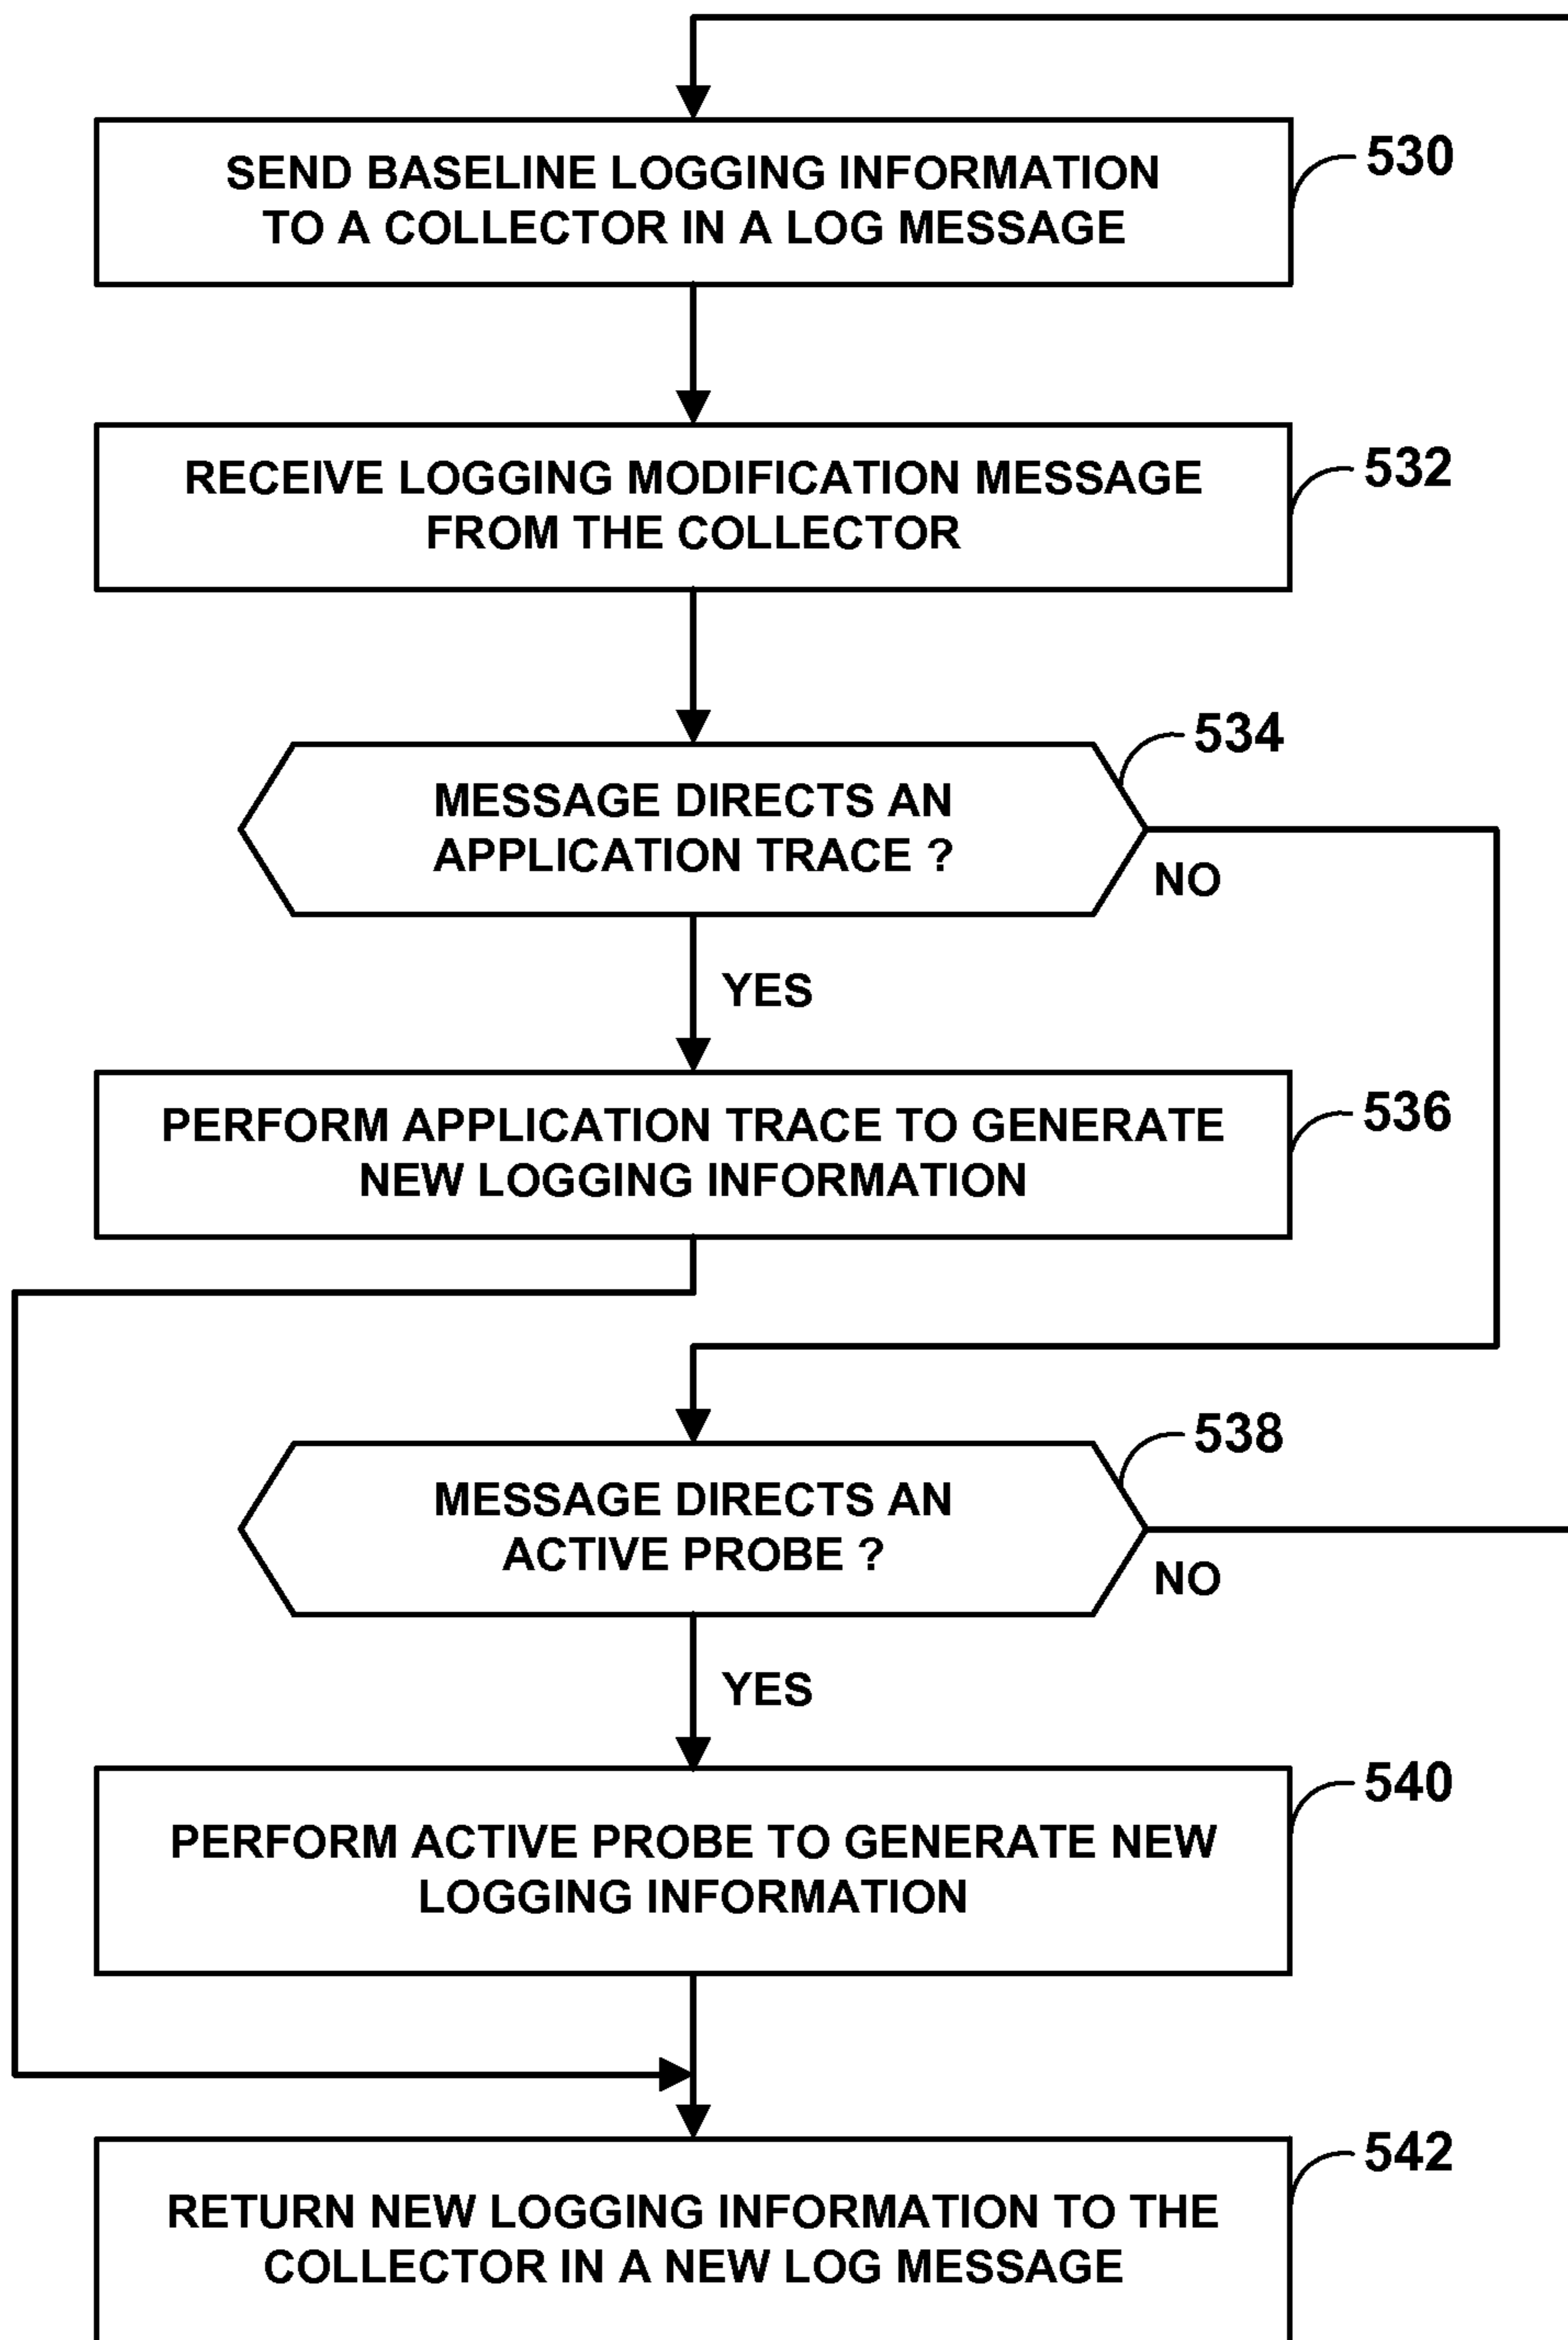 SEND BASELINE LOGGING INFORMATION
TO A COLLECTOR IN A LOG MESSAGE
530
RECEIVE LOGGING MODIFICATION MESSAGE
FROM THE COLLECTOR
532
534
MESSAGE DIRECTS AN
APPLICATION TRACE ?
NO
YES
PERFORM APPLICATION TRACE TO GENERATE
NEW LOGGING INFORMATION
536
538
MESSAGE DIRECTS AN
ACTIVE PROBE ?
NO
YES
540
PERFORM ACTIVE PROBE TO GENERATE NEW
LOGGING INFORMATION
542
RETURN NEW LOGGING INFORMATION TO THE
COLLECTOR IN A NEW LOG MESSAGE